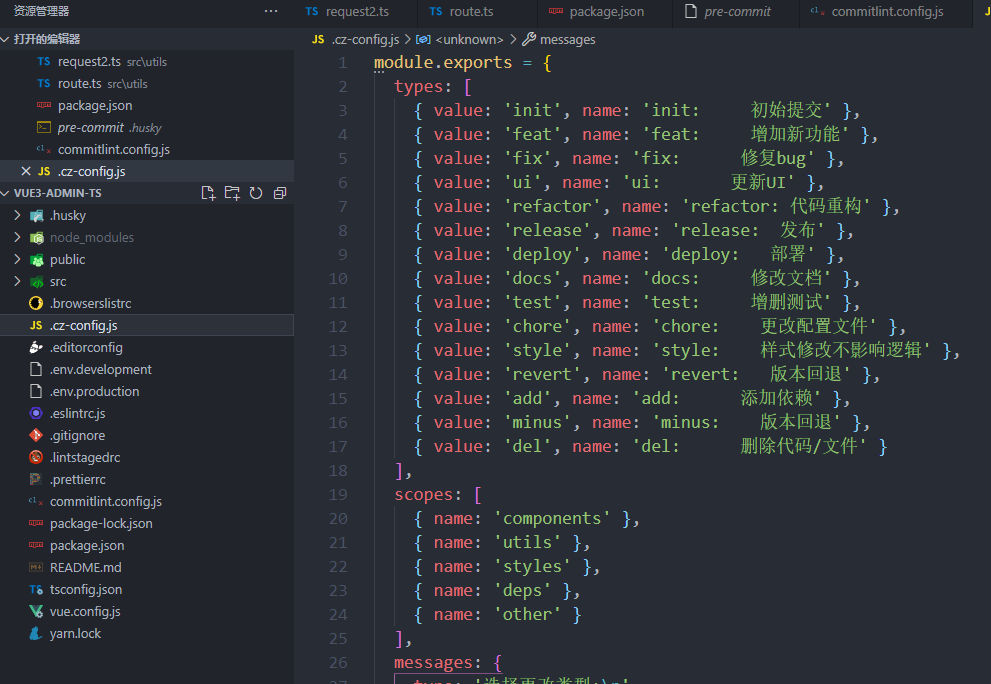 资源管理器 ···
打开的编辑器
TS request2.ts src\utils
TS route.ts src\utils
package.json
pre-commit .husky
commitlint.config.js
JS .cz-config.js
VUE3-ADMIN-TS
.husky
node_modules
public
src
.browserslistrc
JS .cz-config.js
.editorconfig
.env.development
.env.production
.eslintrc.js
.gitignore
.lintstagedrc
.prettierrc
commitlint.config.js
package-lock.json
package.json
README.md
tsconfig.json
vue.config.js
yarn.lock
TS request2.ts TS route.ts package.json pre-commit commitlint.config.js
JS .cz-config.js > <unknown> > messages
1 module.exports = {
2 types: [
3 { value: 'init', name: 'init: 初始提交' },
4 { value: 'feat', name: 'feat: 增加新功能' },
5 { value: 'fix', name: 'fix: 修复bug' },
6 { value: 'ui', name: 'ui: 更新UI' },
7 { value: 'refactor', name: 'refactor: 代码重构' },
8 { value: 'release', name: 'release: 发布' },
9 { value: 'deploy', name: 'deploy: 部署' },
10 { value: 'docs', name: 'docs: 修改文档' },
11 { value: 'test', name: 'test: 增删测试' },
12 { value: 'chore', name: 'chore: 更改配置文件' },
13 { value: 'style', name: 'style: 样式修改不影响逻辑' },
14 { value: 'revert', name: 'revert: 版本回退' },
15 { value: 'add', name: 'add: 添加依赖' },
16 { value: 'minus', name: 'minus: 版本回退' },
17 { value: 'del', name: 'del: 删除代码/文件' }
18 ],
19 scopes: [
20 { name: 'components' },
21 { name: 'utils' },
22 { name: 'styles' },
23 { name: 'deps' },
24 { name: 'other' }
25 ],
26 messages: {
27 type: '选择更改类型:\n',